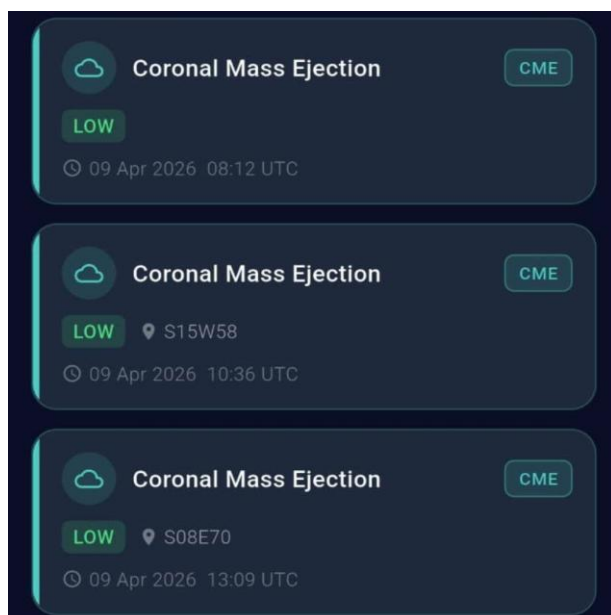 Coronal Mass Ejection CME
LOW
09 Apr 2026 08:12 UTC
Coronal Mass Ejection CME
LOW S15W58
09 Apr 2026 10:36 UTC
Coronal Mass Ejection CME
LOW S08E70
09 Apr 2026 13:09 UTC